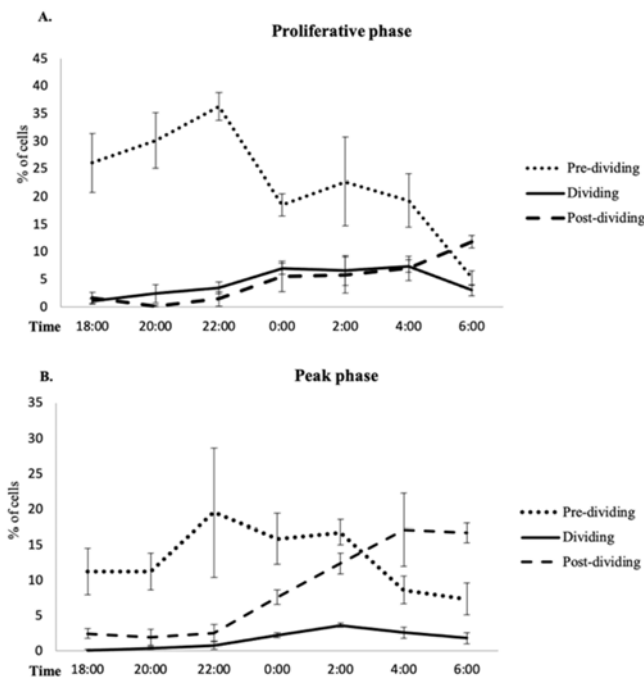 A.
Proliferative phase
45
40
35
30
25
20
15
10
5
0
% of cells
Pre-dividing
Dividing
Post-dividing
Time 18:00 20:00 22:00 0:00 2:00 4:00 6:00
B.
Peak phase
35
30
25
20
15
10
5
0
% of cells
Pre-dividing
Dividing
Post-dividing
Time 18:00 20:00 22:00 0:00 2:00 4:00 6:00